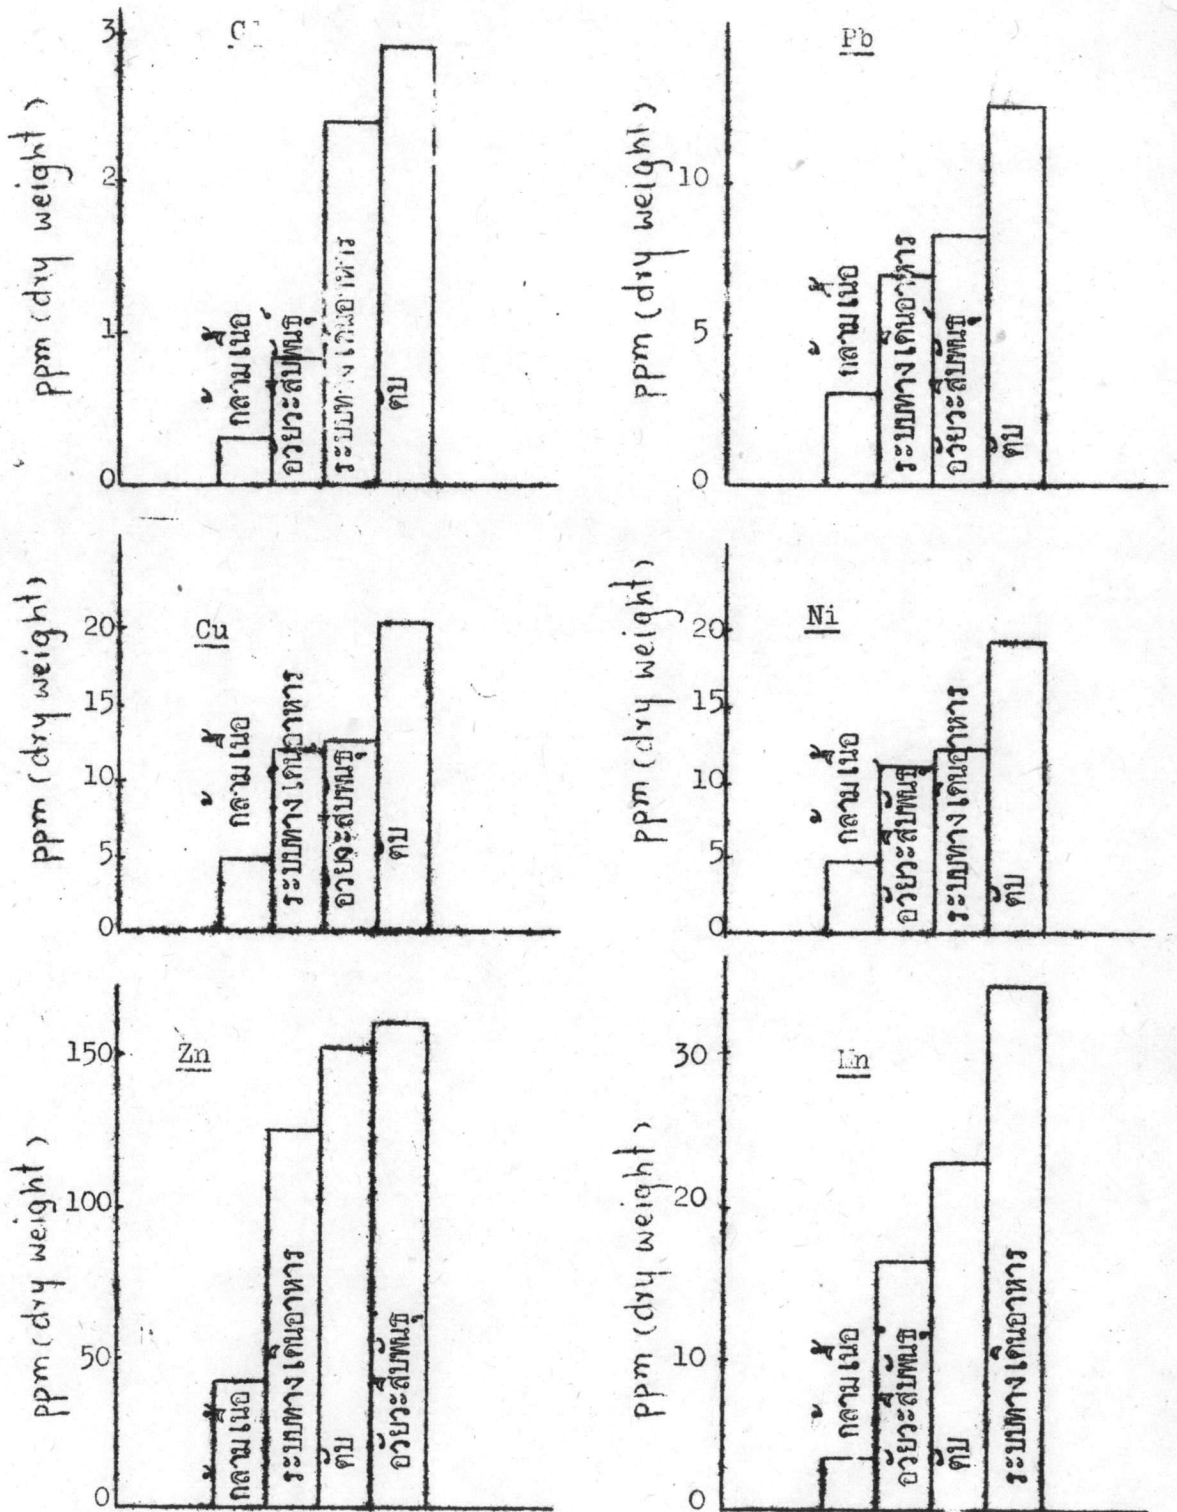 ppm (dry weight)
3
2
1
0
กล้ามเนื้อ
อวัยวะสืบพันธุ์
ระบบทางเดินอาหาร
ตับ
Pb
ppm (dry weight)
10
5
0
กล้ามเนื้อ
ระบบทางเดินอาหาร
อวัยวะสืบพันธุ์
ตับ
Cu
ppm (dry weight)
20
15
10
5
0
กล้ามเนื้อ
ระบบทางเดินอาหาร
อวัยวะสืบพันธุ์
ตับ
Ni
ppm (dry weight)
20
15
10
5
0
กล้ามเนื้อ
อวัยวะสืบพันธุ์
ระบบทางเดินอาหาร
ตับ
Zn
ppm (dry weight)
150
100
50
0
กล้ามเนื้อ
ระบบทางเดินอาหาร
ตับ
อวัยวะสืบพันธุ์
Mn
ppm (dry weight)
30
20
10
0
กล้ามเนื้อ
อวัยวะสืบพันธุ์
ตับ
ระบบทางเดินอาหาร